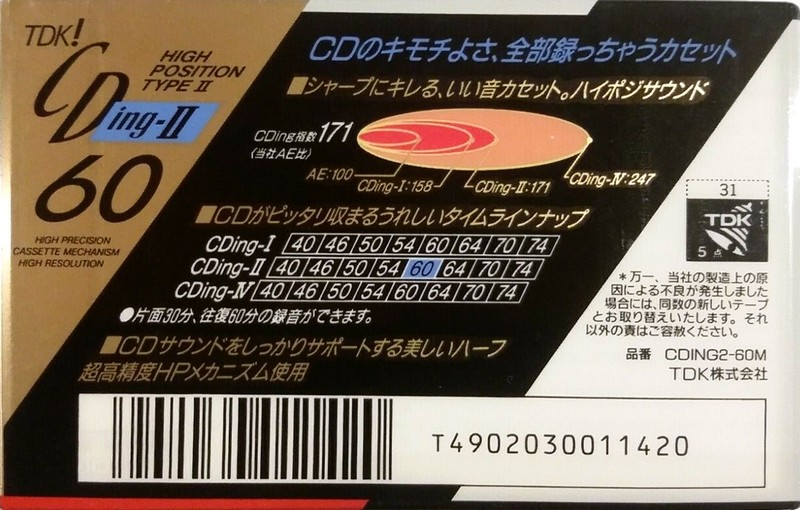 TDK!
CDing-II
HIGH
POSITION
TYPE II
60
HIGH PRECISION
CASSETTE MECHANISM
HIGH RESOLUTION
CDのキモチよさ、全部録っちゃうカセット
■シャープにキレる、いい音カセット。ハイポジサウンド
CDing指数 171
(当社AE比)
AE:100
CDing-I:158
CDing-II:171
CDing-IV:247
■CDがピッタリ収まるうれしいタイムラインナップ
CDing-I 40 46 50 54 60 64 70 74
CDing-II 40 46 50 54 60 64 70 74
CDing-IV 40 46 50 54 60 64 70 74
●片面30分、往復60分の録音ができます。
■CDサウンドをしっかりサポートする美しいハーフ
超高精度HPメカニズム使用
31
TDK
5点
*万一、当社の製造上の原
因による不良が発生しました
場合には、同数の新しいテープ
とお取り替えいたします。それ
以外の責はご容赦ください。
品番 CDING2-60M
TDK株式会社
T4902030011420